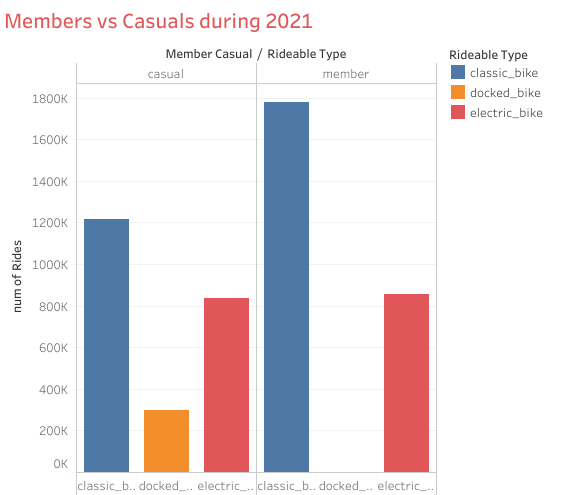 Members vs Casuals during 2021
Member Casual / Rideable Type
casual member
Rideable Type
classic_bike
docked_bike
electric_bike
num of Rides
1800K
1600K
1400K
1200K
1000K
800K
600K
400K
200K
0K
classic_b.. docked_.. electric_.. classic_b.. docked_.. electric_..